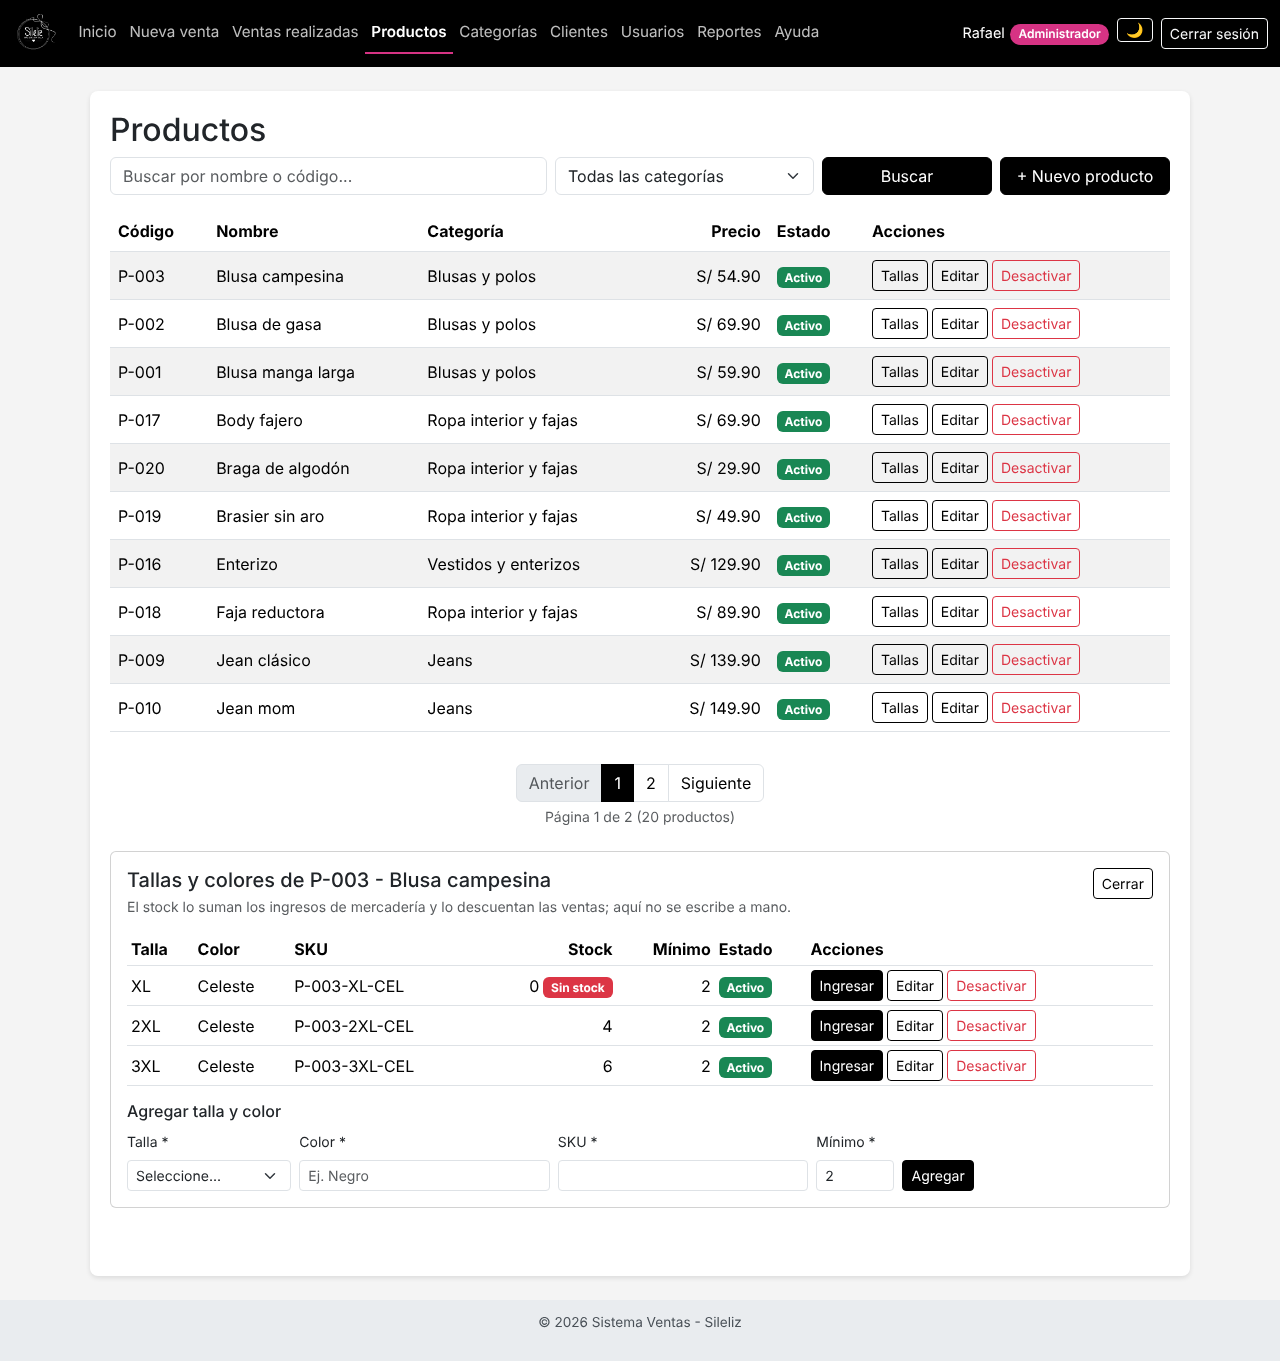 Sileliz
Inicio Nueva venta Ventas realizadas Productos Categorías Clientes Usuarios Reportes Ayuda Rafael Administrador Cerrar sesión
Productos
Buscar por nombre o código... Todas las categorías Buscar + Nuevo producto
Código Nombre Categoría Precio Estado Acciones
P-003 Blusa campesina Blusas y polos S/ 54.90 Activo Tallas Editar Desactivar
P-002 Blusa de gasa Blusas y polos S/ 69.90 Activo Tallas Editar Desactivar
P-001 Blusa manga larga Blusas y polos S/ 59.90 Activo Tallas Editar Desactivar
P-017 Body fajero Ropa interior y fajas S/ 69.90 Activo Tallas Editar Desactivar
P-020 Braga de algodón Ropa interior y fajas S/ 29.90 Activo Tallas Editar Desactivar
P-019 Brasier sin aro Ropa interior y fajas S/ 49.90 Activo Tallas Editar Desactivar
P-016 Enterizo Vestidos y enterizos S/ 129.90 Activo Tallas Editar Desactivar
P-018 Faja reductora Ropa interior y fajas S/ 89.90 Activo Tallas Editar Desactivar
P-009 Jean clásico Jeans S/ 139.90 Activo Tallas Editar Desactivar
P-010 Jean mom Jeans S/ 149.90 Activo Tallas Editar Desactivar
Anterior 1 2 Siguiente
Página 1 de 2 (20 productos)
Tallas y colores de P-003 - Blusa campesina Cerrar
El stock lo suman los ingresos de mercadería y lo descuentan las ventas; aquí no se escribe a mano.
Talla Color SKU Stock Mínimo Estado Acciones
XL Celeste P-003-XL-CEL 0 Sin stock 2 Activo Ingresar Editar Desactivar
2XL Celeste P-003-2XL-CEL 4 2 Activo Ingresar Editar Desactivar
3XL Celeste P-003-3XL-CEL 6 2 Activo Ingresar Editar Desactivar
Agregar talla y color
Talla * Color * SKU * Mínimo *
Seleccione... Ej. Negro 2 Agregar
© 2026 Sistema Ventas - Sileliz